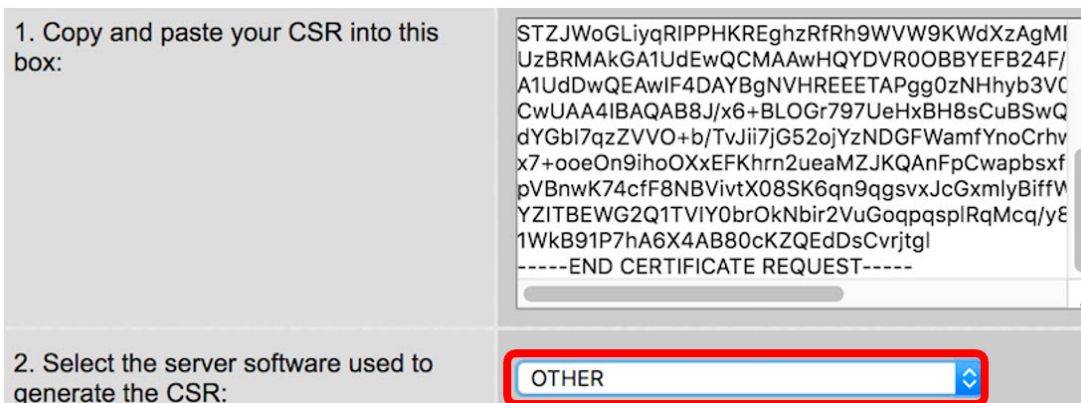 1. Copy and paste your CSR into this
box:
STZJWoGLiyqRIPPHKREghzRfRh9WVW9KWdXzAgMI
UzBRMAkGA1UdEwQCMAAwHQYDVR0OBBYEFB24F/
A1UdDwQEAwIF4DAYBgNVHREEETAPgg0zNHhyb3V0
CwUAA4IBAQAB8J/x6+BLOGr797UeHxBH8sCuBSwQ
dYGbI7qzZVVO+b/TvJii7jG52ojYzNDGFWamfYnoCrhv
x7+ooeOn9ihoOXxEFKhrn2ueaMZJKQAnFpCwapbsxf
pVBnwK74cfF8NBVivtX08SK6qn9qgsvxJcGxmlyBiffW
YZITBEWG2Q1TVIY0brOkNbir2VuGoqpqsplRqMcq/y8
1WkB91P7hA6X4AB80cKZQEdDsCvrjtgl
-----END CERTIFICATE REQUEST-----
2. Select the server software used to
generate the CSR:
OTHER